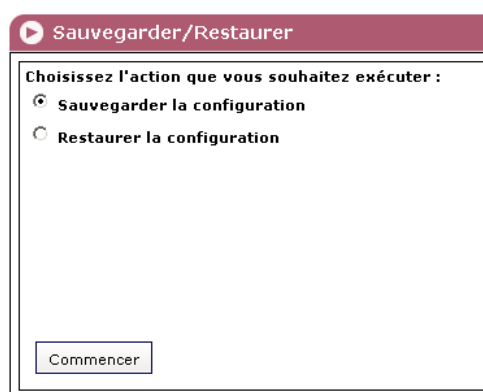 Sauvegarder/Restaurer
Choisissez l'action que vous souhaitez exécuter :
Sauvegarder la configuration
Restaurer la configuration
Commencer